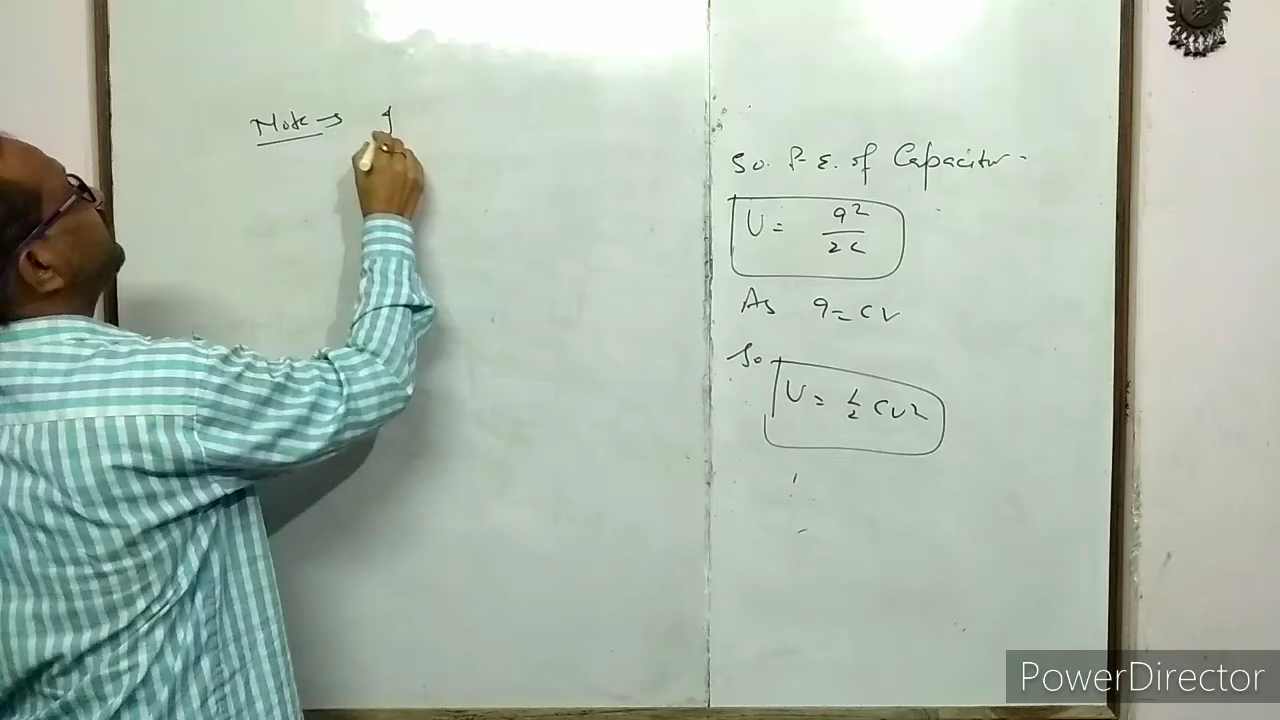 Note →
So. P.E. of Capacitor -
U = q²/2C
As q = CV
So
U = 1/2 CV²
PowerDirector